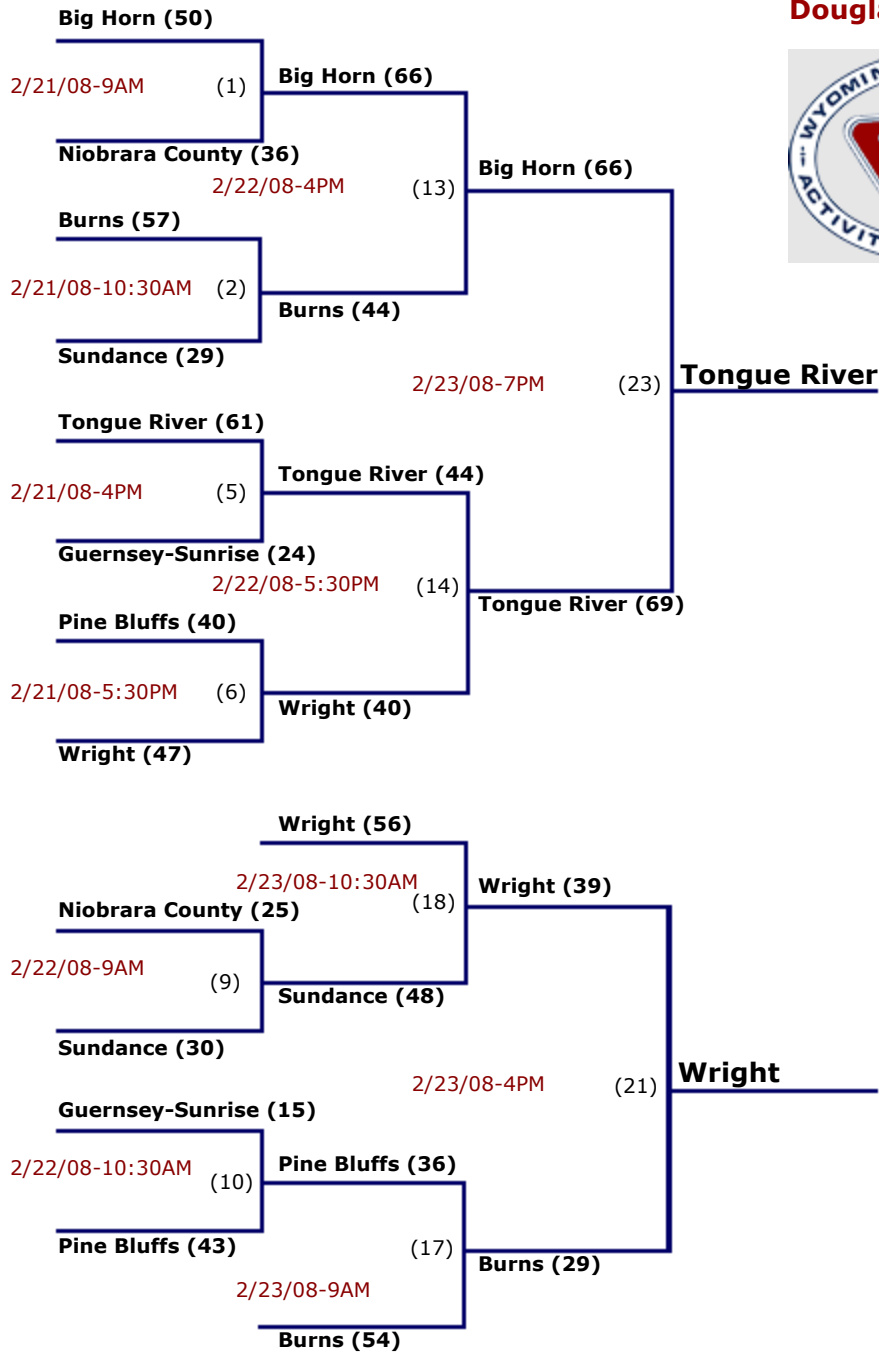 Big Horn (50)
2/21/08-9AM (1) Big Horn (66)
Niobrara County (36)
2/22/08-4PM (13) Big Horn (66)
Burns (57)
2/21/08-10:30AM (2)
Burns (44)
Sundance (29)
2/23/08-7PM (23) Tongue River
Tongue River (61)
2/21/08-4PM (5) Tongue River (44)
Guernsey-Sunrise (24)
2/22/08-5:30PM (14)
Tongue River (69)
Pine Bluffs (40)
2/21/08-5:30PM (6)
Wright (40)
Wright (47)
Wright (56)
2/23/08-10:30AM (18) Wright (39)
Niobrara County (25)
2/22/08-9AM (9)
Sundance (48)
Sundance (30)
2/23/08-4PM (21) Wright
Guernsey-Sunrise (15)
2/22/08-10:30AM (10) Pine Bluffs (36)
Pine Bluffs (43)
(17)
Burns (29)
2/23/08-9AM
Burns (54)